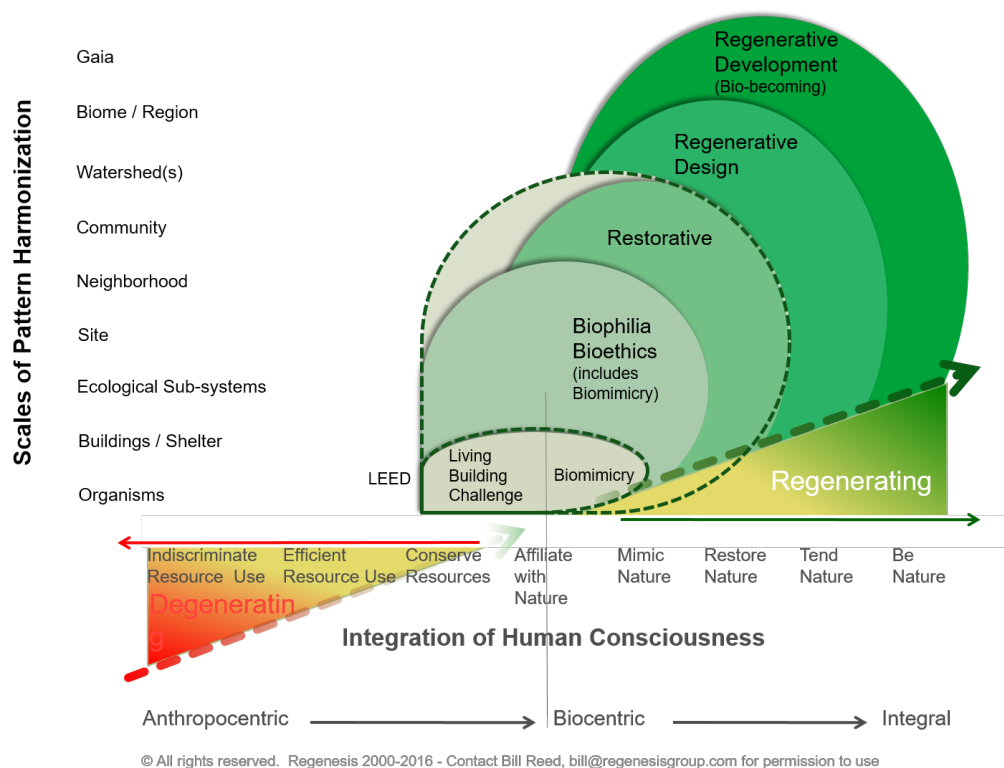 Scales of Pattern Harmonization
Gaia
Biome / Region
Watershed(s)
Community
Neighborhood
Site
Ecological Sub-systems
Buildings / Shelter
Organisms
Regenerative
Development
(Bio-becoming)
Regenerative
Design
Restorative
Biophilia
Bioethics
(includes
Biomimicry)
LEED
Living
Building
Challenge
Biomimicry
Regenerating
Indiscriminate
Resource Use
Efficient
Resource Use
Conserve
Resources
Affiliate
with
Nature
Mimic
Nature
Restore
Nature
Tend
Nature
Be
Nature
Degeneratin
g
Integration of Human Consciousness
Anthropocentric
Biocentric
Integral
© All rights reserved. Regenesis 2000-2016 - Contact Bill Reed, bill@regenesigroup.com for permission to use